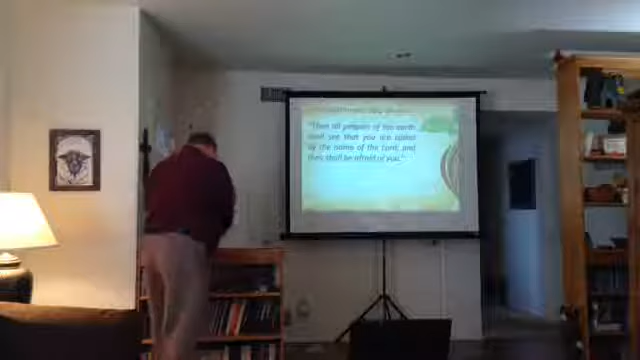 "Then all peoples of the earth
shall see that you are called
by the name of the Lord, and
they shall be afraid of you."